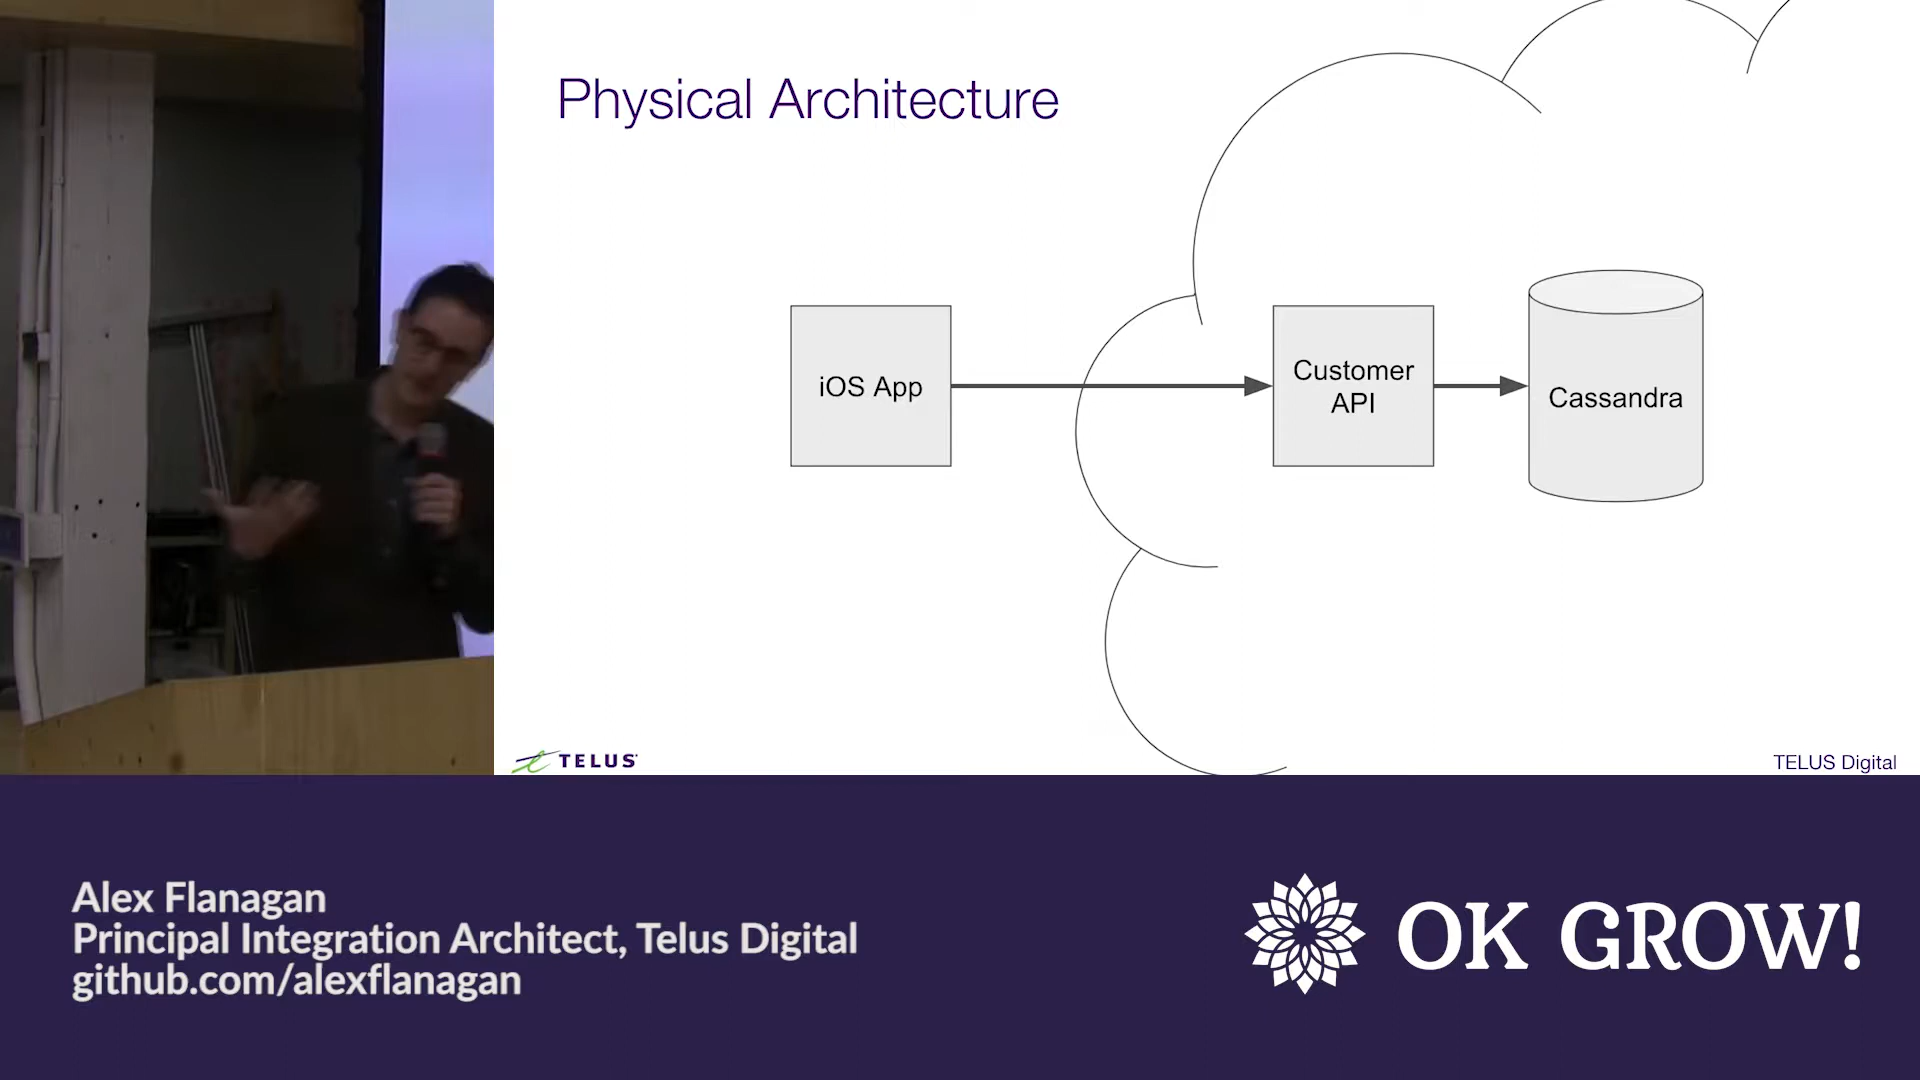 Physical Architecture
iOS App
Customer
API
Cassandra
TELUS
TELUS Digital
Alex Flanagan
Principal Integration Architect, Telus Digital
github.com/alexflanagan
OK GROW!